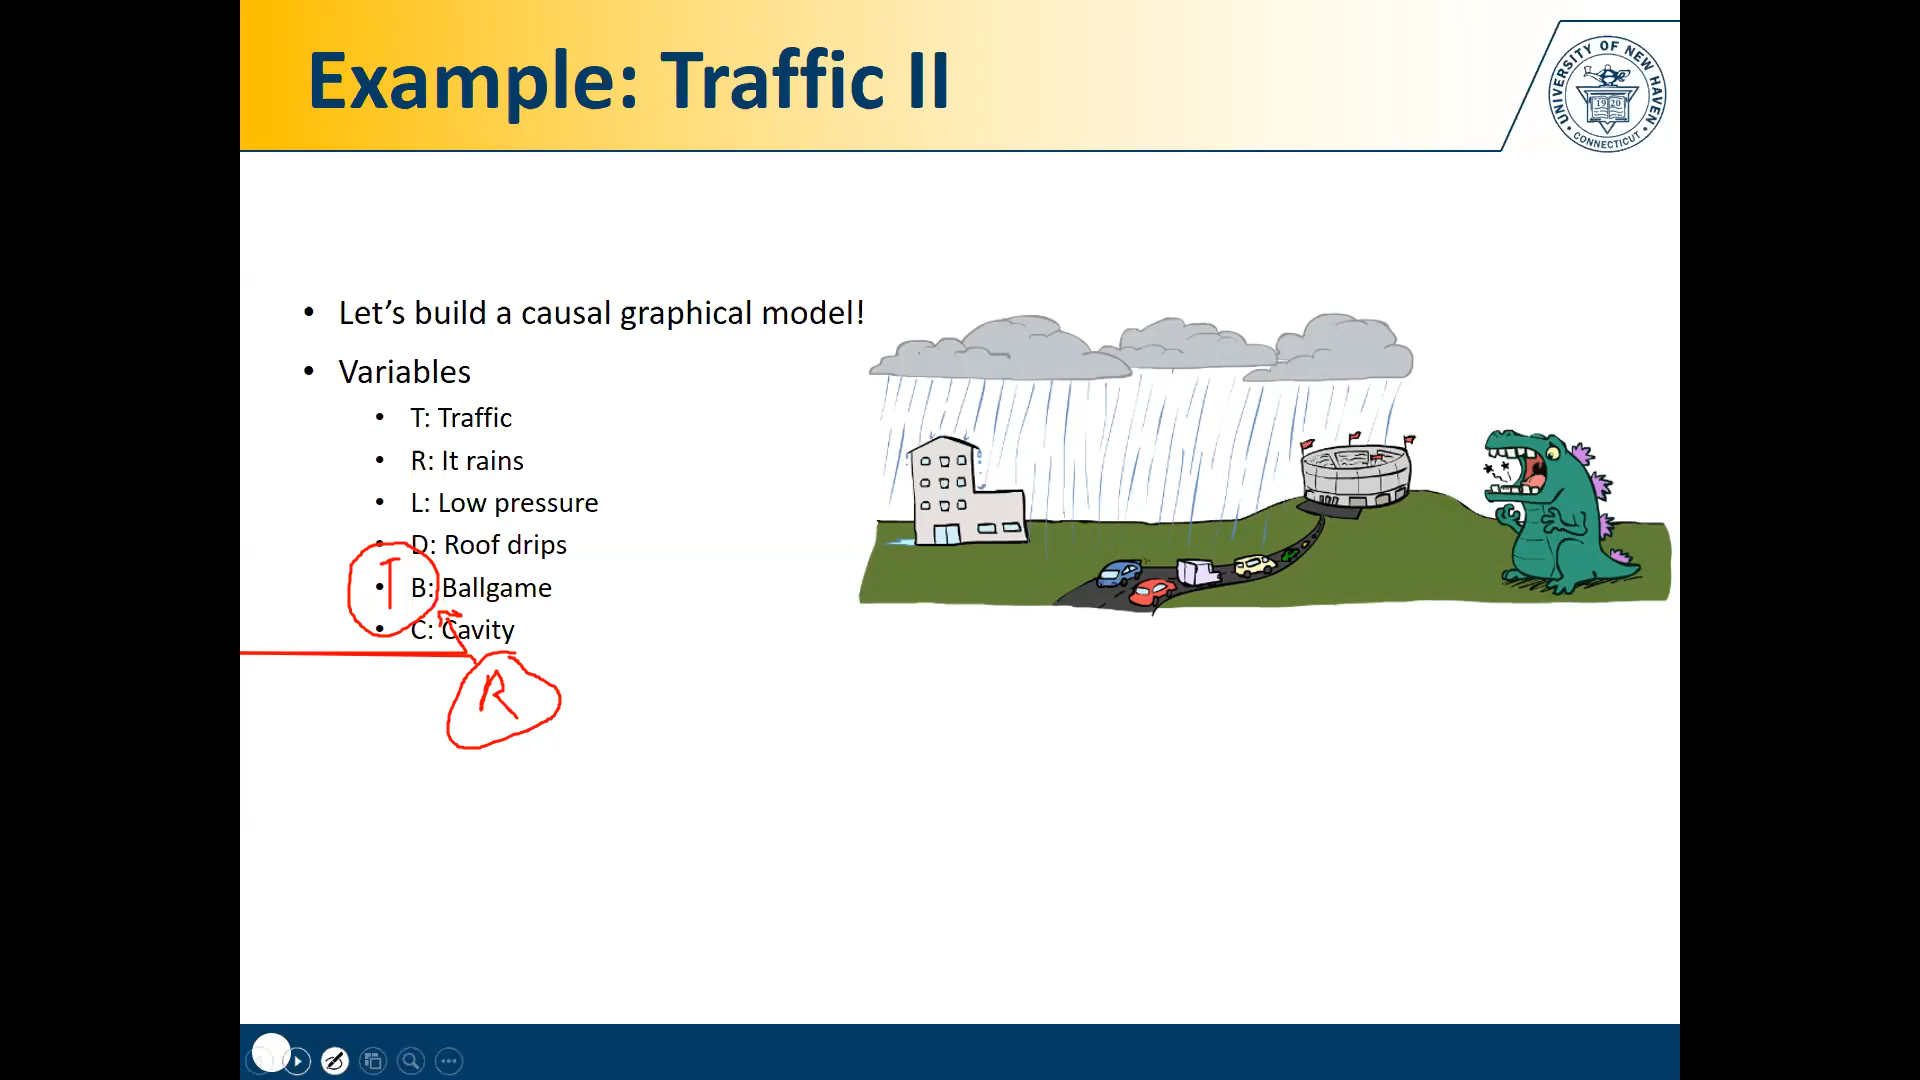 Example: Traffic II
UNIVERSITY OF NEW HAVEN
1920
CONNECTICUT
• Let’s build a causal graphical model!
• Variables
• T: Traffic
• R: It rains
• L: Low pressure
• D: Roof drips
• B: Ballgame
• C: Cavity
T
R